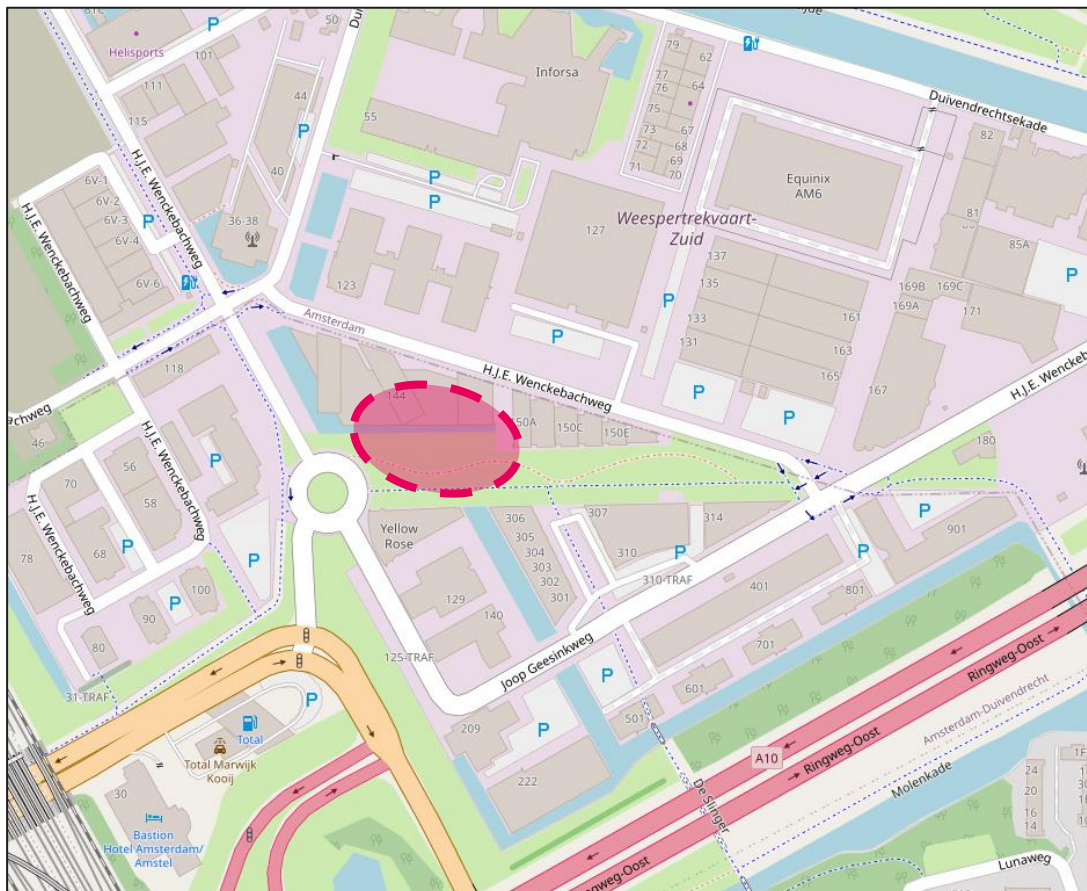 Helisports
P
50
101
111
115
44
P
40
H.J.E. Wenckebachweg
55
Inforsa
79
62
77
76
64
75
73
67
72
68
71
69
70
Duivendrechtsekade
82
Equinix
AM6
Weespertrekvaart-
Zuid
81
85A
P
6V-1
6V-2
6V-3
6V-4
6V-6
P
36-38
P
P
H.J.E. Wenckebachweg
127
137
135
133
131
P
161
163
165
169B
169C
169A
171
167
123
P
Amsterdam
H.J.E. Wenckebachweg
P
P
118
144
150A
150C
150E
180
46
70
56
58
68
P
78
P
H.J.E. Wenckebachweg
H.J.E. Wenckebachweg
P
100
90
P
80
31-TRAF
Yellow
Rose
129
140
125-TRAF
306
305
304
303
302
301
307
310
314
P
310-TRAF
401
P
801
901
P
701
601
501
P
P
209
222
Joop Geesinkweg
De Slinger
A10
Ringweg-Oost
Ringweg-Oost
Ringweg-Oost
Ringweg-Oost
Amsterdam-Duivendrecht
Molenkade
Lunaweg
24
20
16
14
P
Total
Total Marwijk
Kooij
30
Bastion
Hotel Amsterdam/
Amstel